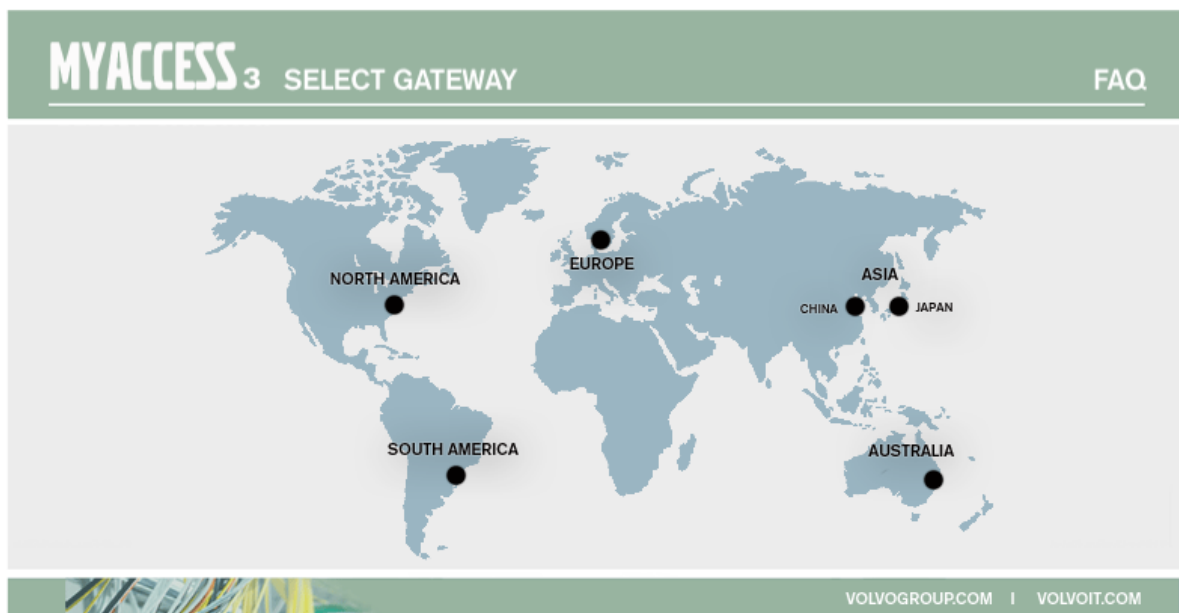 MYACCESS 3 SELECT GATEWAY
FAQ
NORTH AMERICA
EUROPE
ASIA
CHINA
JAPAN
SOUTH AMERICA
AUSTRALIA
VOLVOGROUP.COM | VOLVOIT.COM